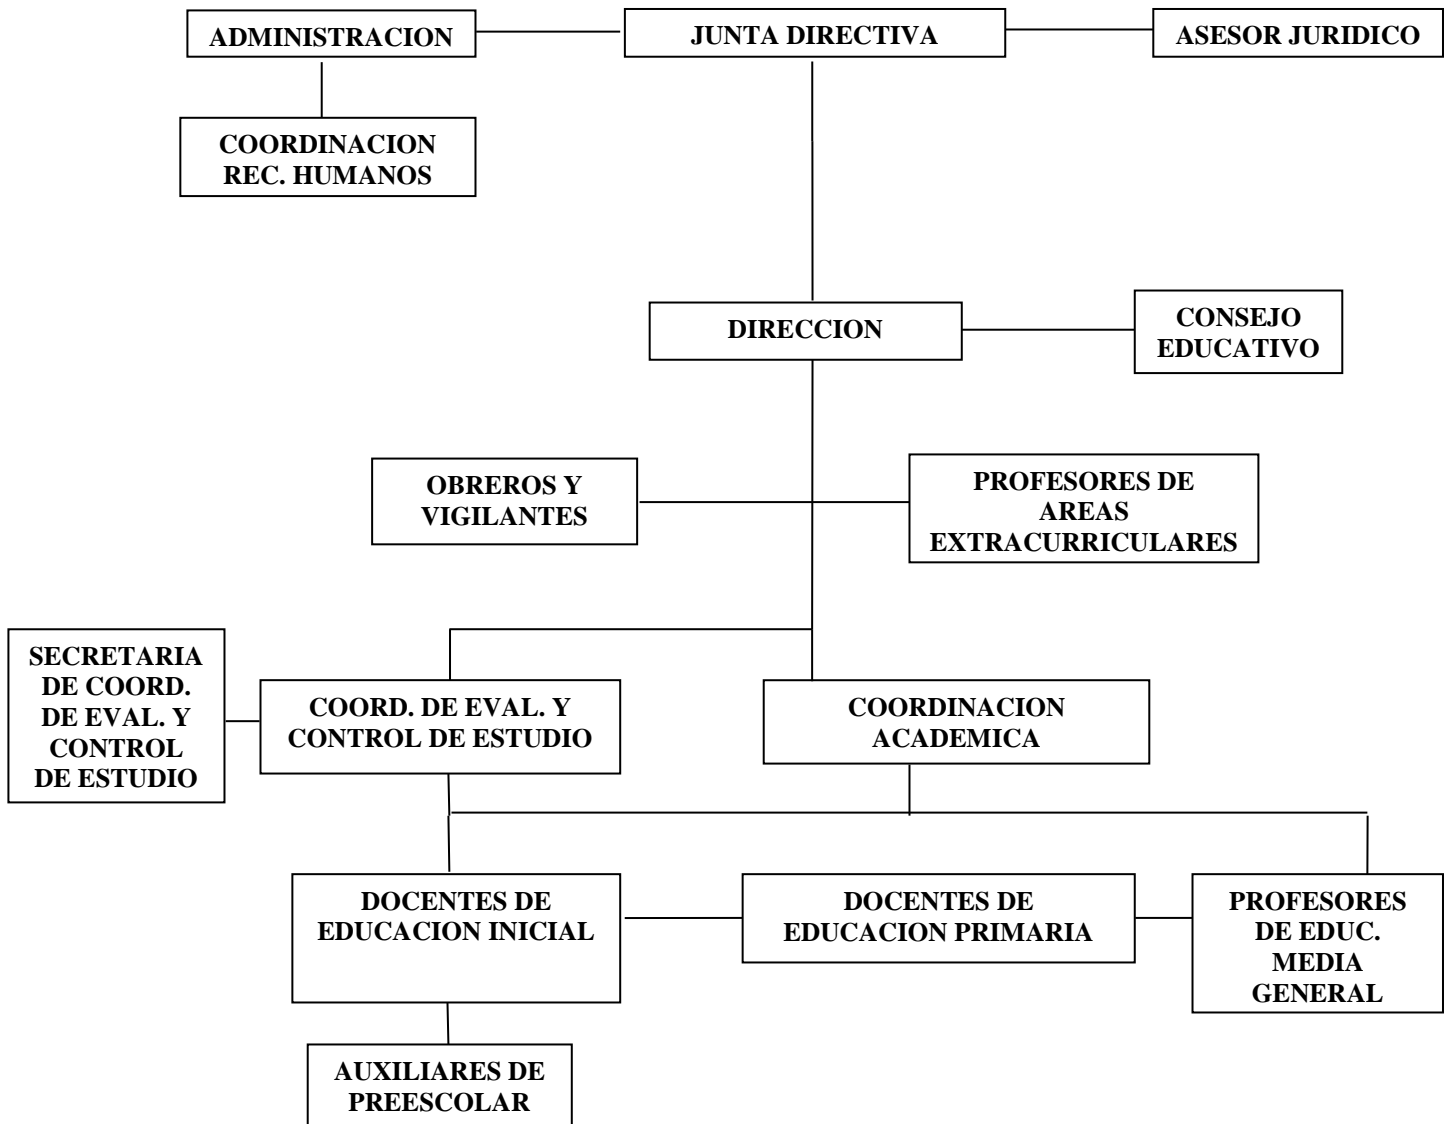 ADMINISTRACION
JUNTA DIRECTIVA
ASESOR JURIDICO
COORDINACION
REC. HUMANOS
DIRECCION
CONSEJO
EDUCATIVO
OBREROS Y
VIGILANTES
PROFESORES DE
AREAS
EXTRACURRICULARES
SECRETARIA
DE COORD.
DE EVAL. Y
CONTROL
DE ESTUDIO
COORD. DE EVAL. Y
CONTROL DE ESTUDIO
COORDINACION
ACADEMICA
DOCENTES DE
EDUCACION INICIAL
DOCENTES DE
EDUCACION PRIMARIA
PROFESORES
DE EDUC.
MEDIA
GENERAL
AUXILIARES DE
PREESCOLAR